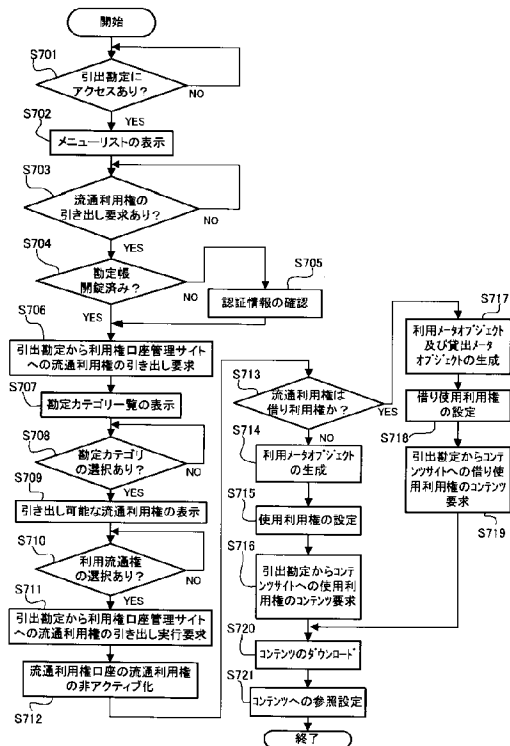 開始
S701
引出勘定に
アクセスあり?
NO
YES
S702
メニューリストの表示
S703
流通利用権の
引き出し要求あり?
NO
YES
S704
勘定帳
開錠済み?
NO
YES
S705
認証情報の確認
S706
引出勘定から利用権口座管理サイト
への流通利用権の引き出し要求
S707
勘定カテゴリ一覧の表示
S708
勘定カテゴリ
の選択あり?
NO
YES
S709
引き出し可能な流通利用権の表示
S710
利用流通権
の選択あり?
NO
YES
S711
引出勘定から利用権口座管理サイト
への流通利用権の引き出し実行要求
流通利用権口座の流通利用権
の非アクティブ化
S712
S713
流通利用権は
借り利用権か?
YES
NO
S714
利用メタオブジェクト
の生成
S715
使用利用権の設定
S716
引出勘定からコンテ
ンツサイトへの使用利
用権のコンテンツ要求
S717
利用メタオブジェクト
及び貸出メタ
オブジェクトの生成
借り使用利用権
の設定
S718
引出勘定からコンテ
ンツサイトへの借り使
用利用権のコンテンツ
要求
S719
S720
コンテンツのダウンロード
S721
コンテンツへの参照設定
終了